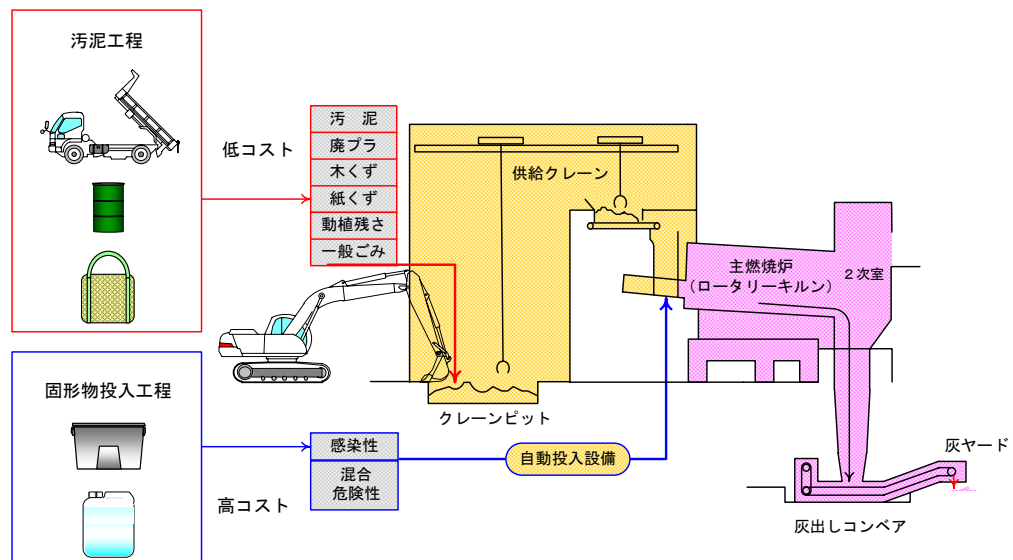 汚泥工程
低コスト
汚 泥
廃プラ
木くず
紙くず
動植残さ
一般ごみ
供給クレーン
主燃焼炉
（ロータリーキルン）
２次室
クレーンピット
固形物投入工程
高コスト
感染性
混合
危険性
自動投入設備
灰ヤード
灰出しコンベア